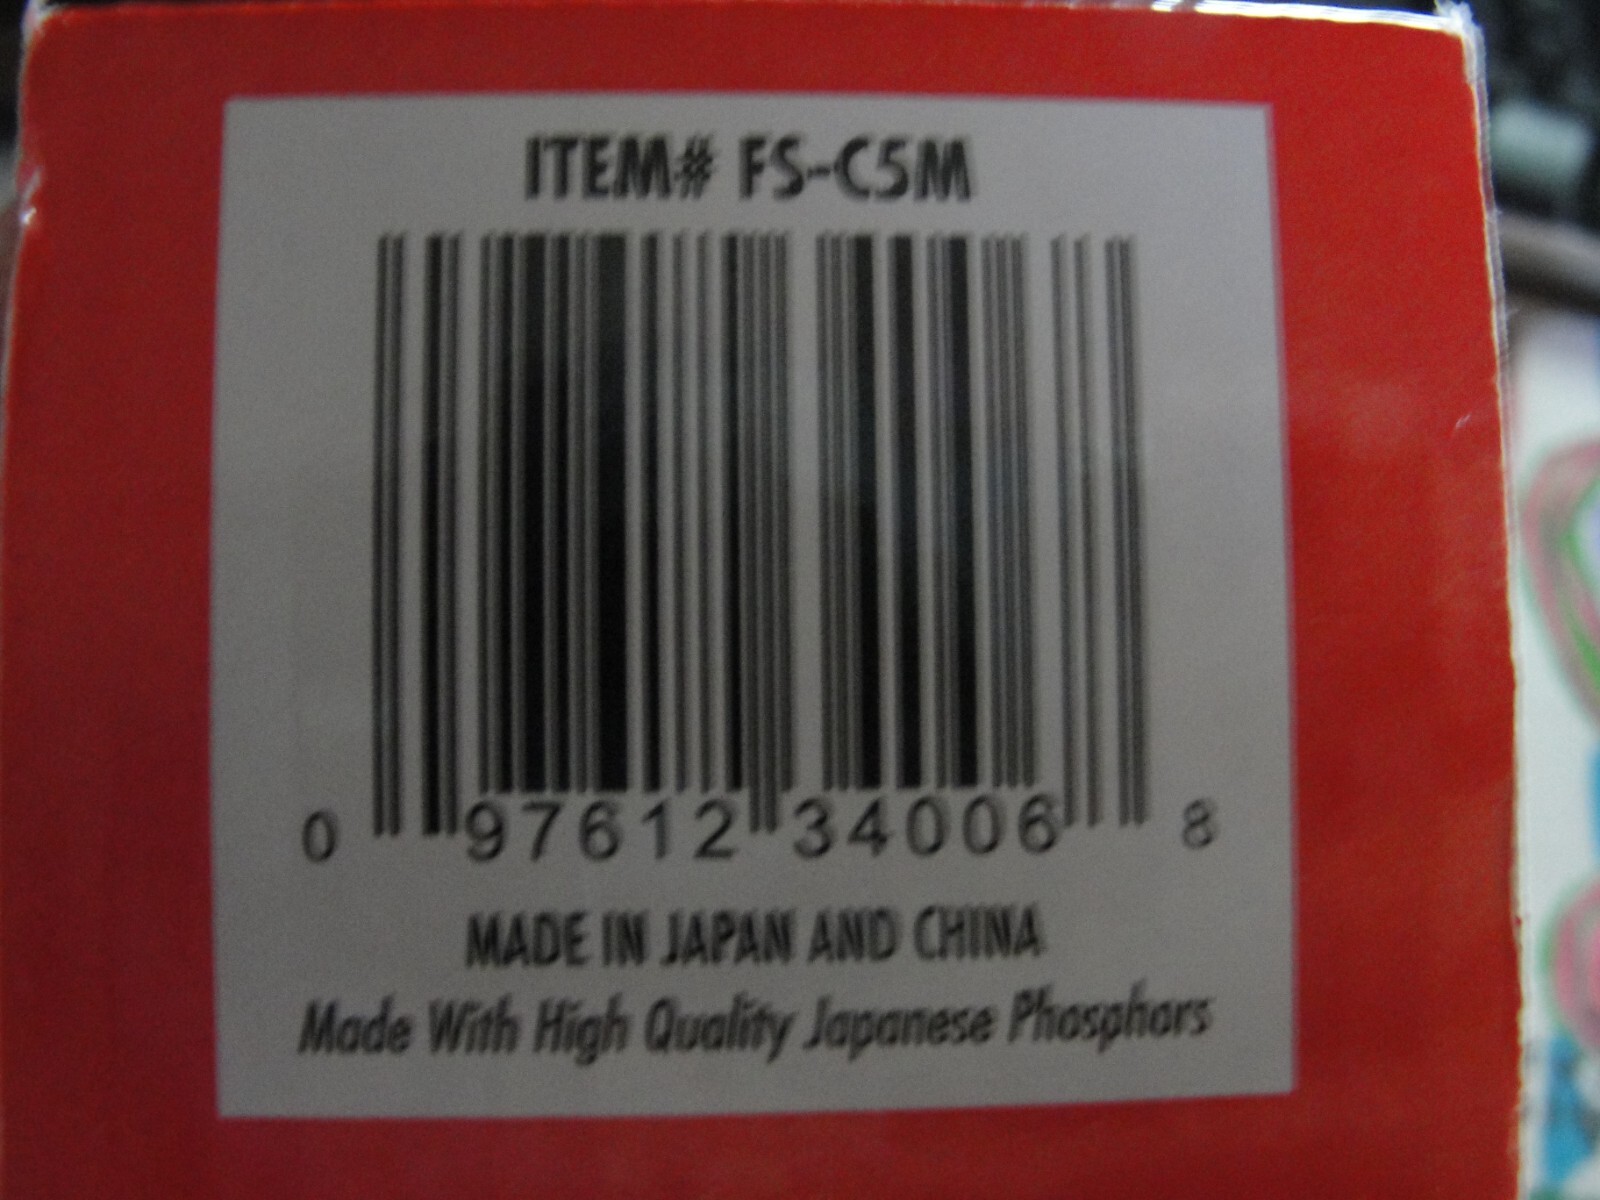 ITEM# FS-C5M
0 97612 34006 8
MADE IN JAPAN AND CHINA
Made With High Quality Japanese Phosphors